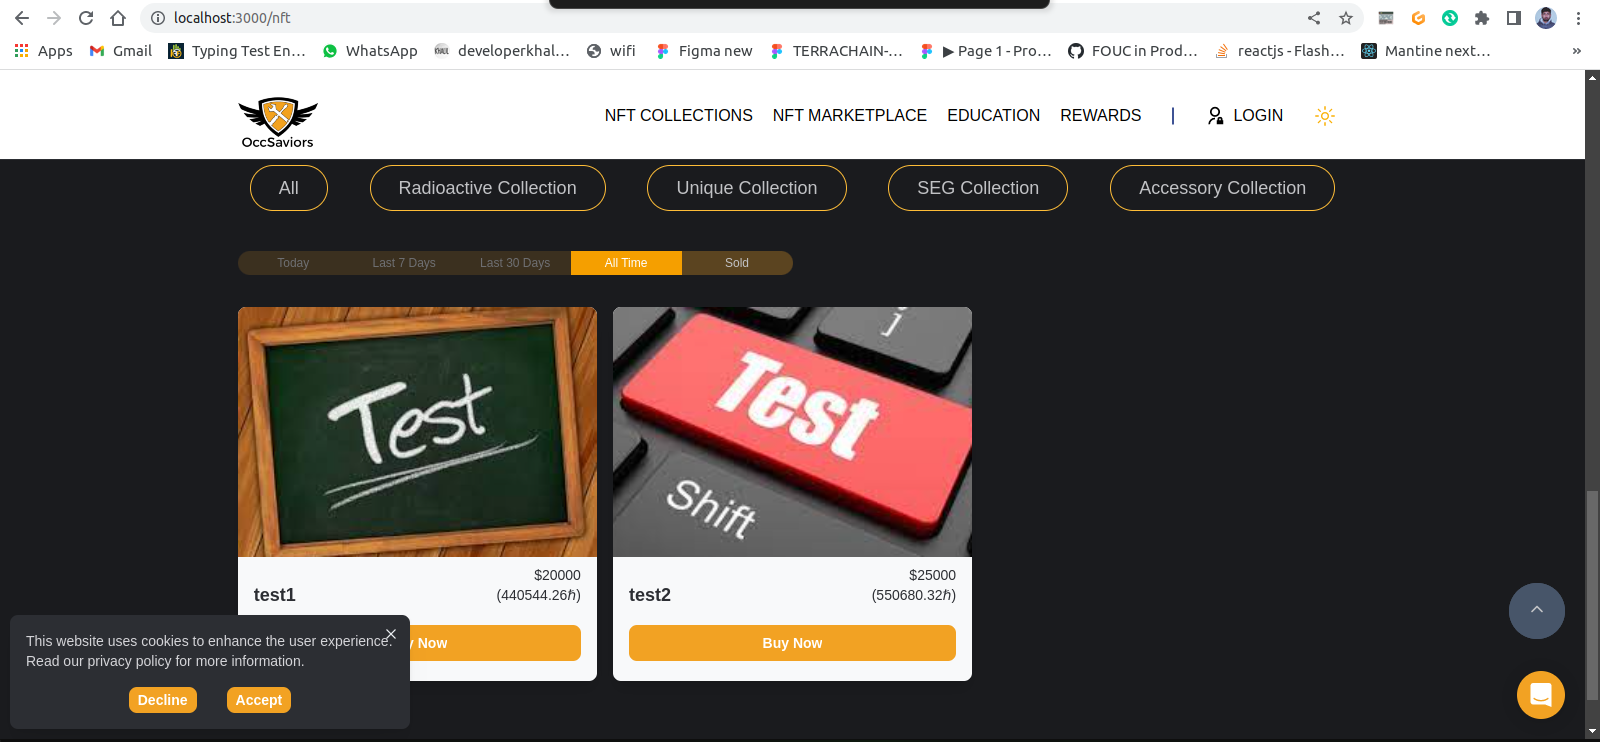 localhost:3000/nft
Apps Gmail Typing Test En... WhatsApp developerkhal... wifi Figma new TERRACHAIN-... ▶ Page 1 - Pro... FOUC in Prod... reactjs - Flash... Mantine next... »
OccSaviors
NFT COLLECTIONS NFT MARKETPLACE EDUCATION REWARDS | LOGIN
All Radioactive Collection Unique Collection SEG Collection Accessory Collection
Today Last 7 Days Last 30 Days All Time Sold
Test
]
Test
Shift
$20000
test1 (440544.26ℏ)
$25000
test2 (550680.32ℏ)
y Now
Buy Now
This website uses cookies to enhance the user experience.
Read our privacy policy for more information.
Decline Accept